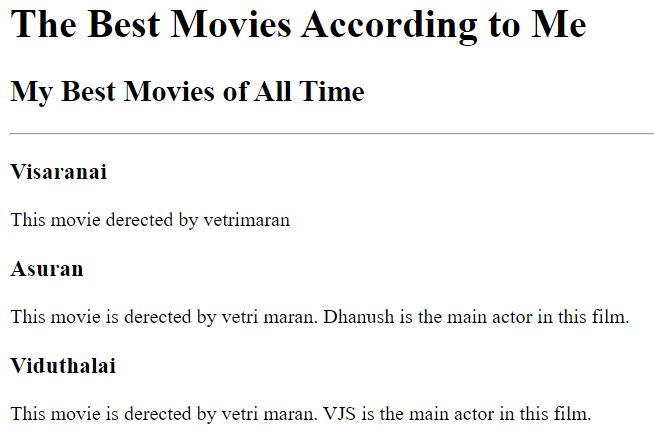 The Best Movies According to Me
My Best Movies of All Time
Visaranai
This movie derected by vetrimaran
Asuran
This movie is derected by vetri maran. Dhanush is the main actor in this film.
Viduthalai
This movie is derected by vetri maran. VJS is the main actor in this film.